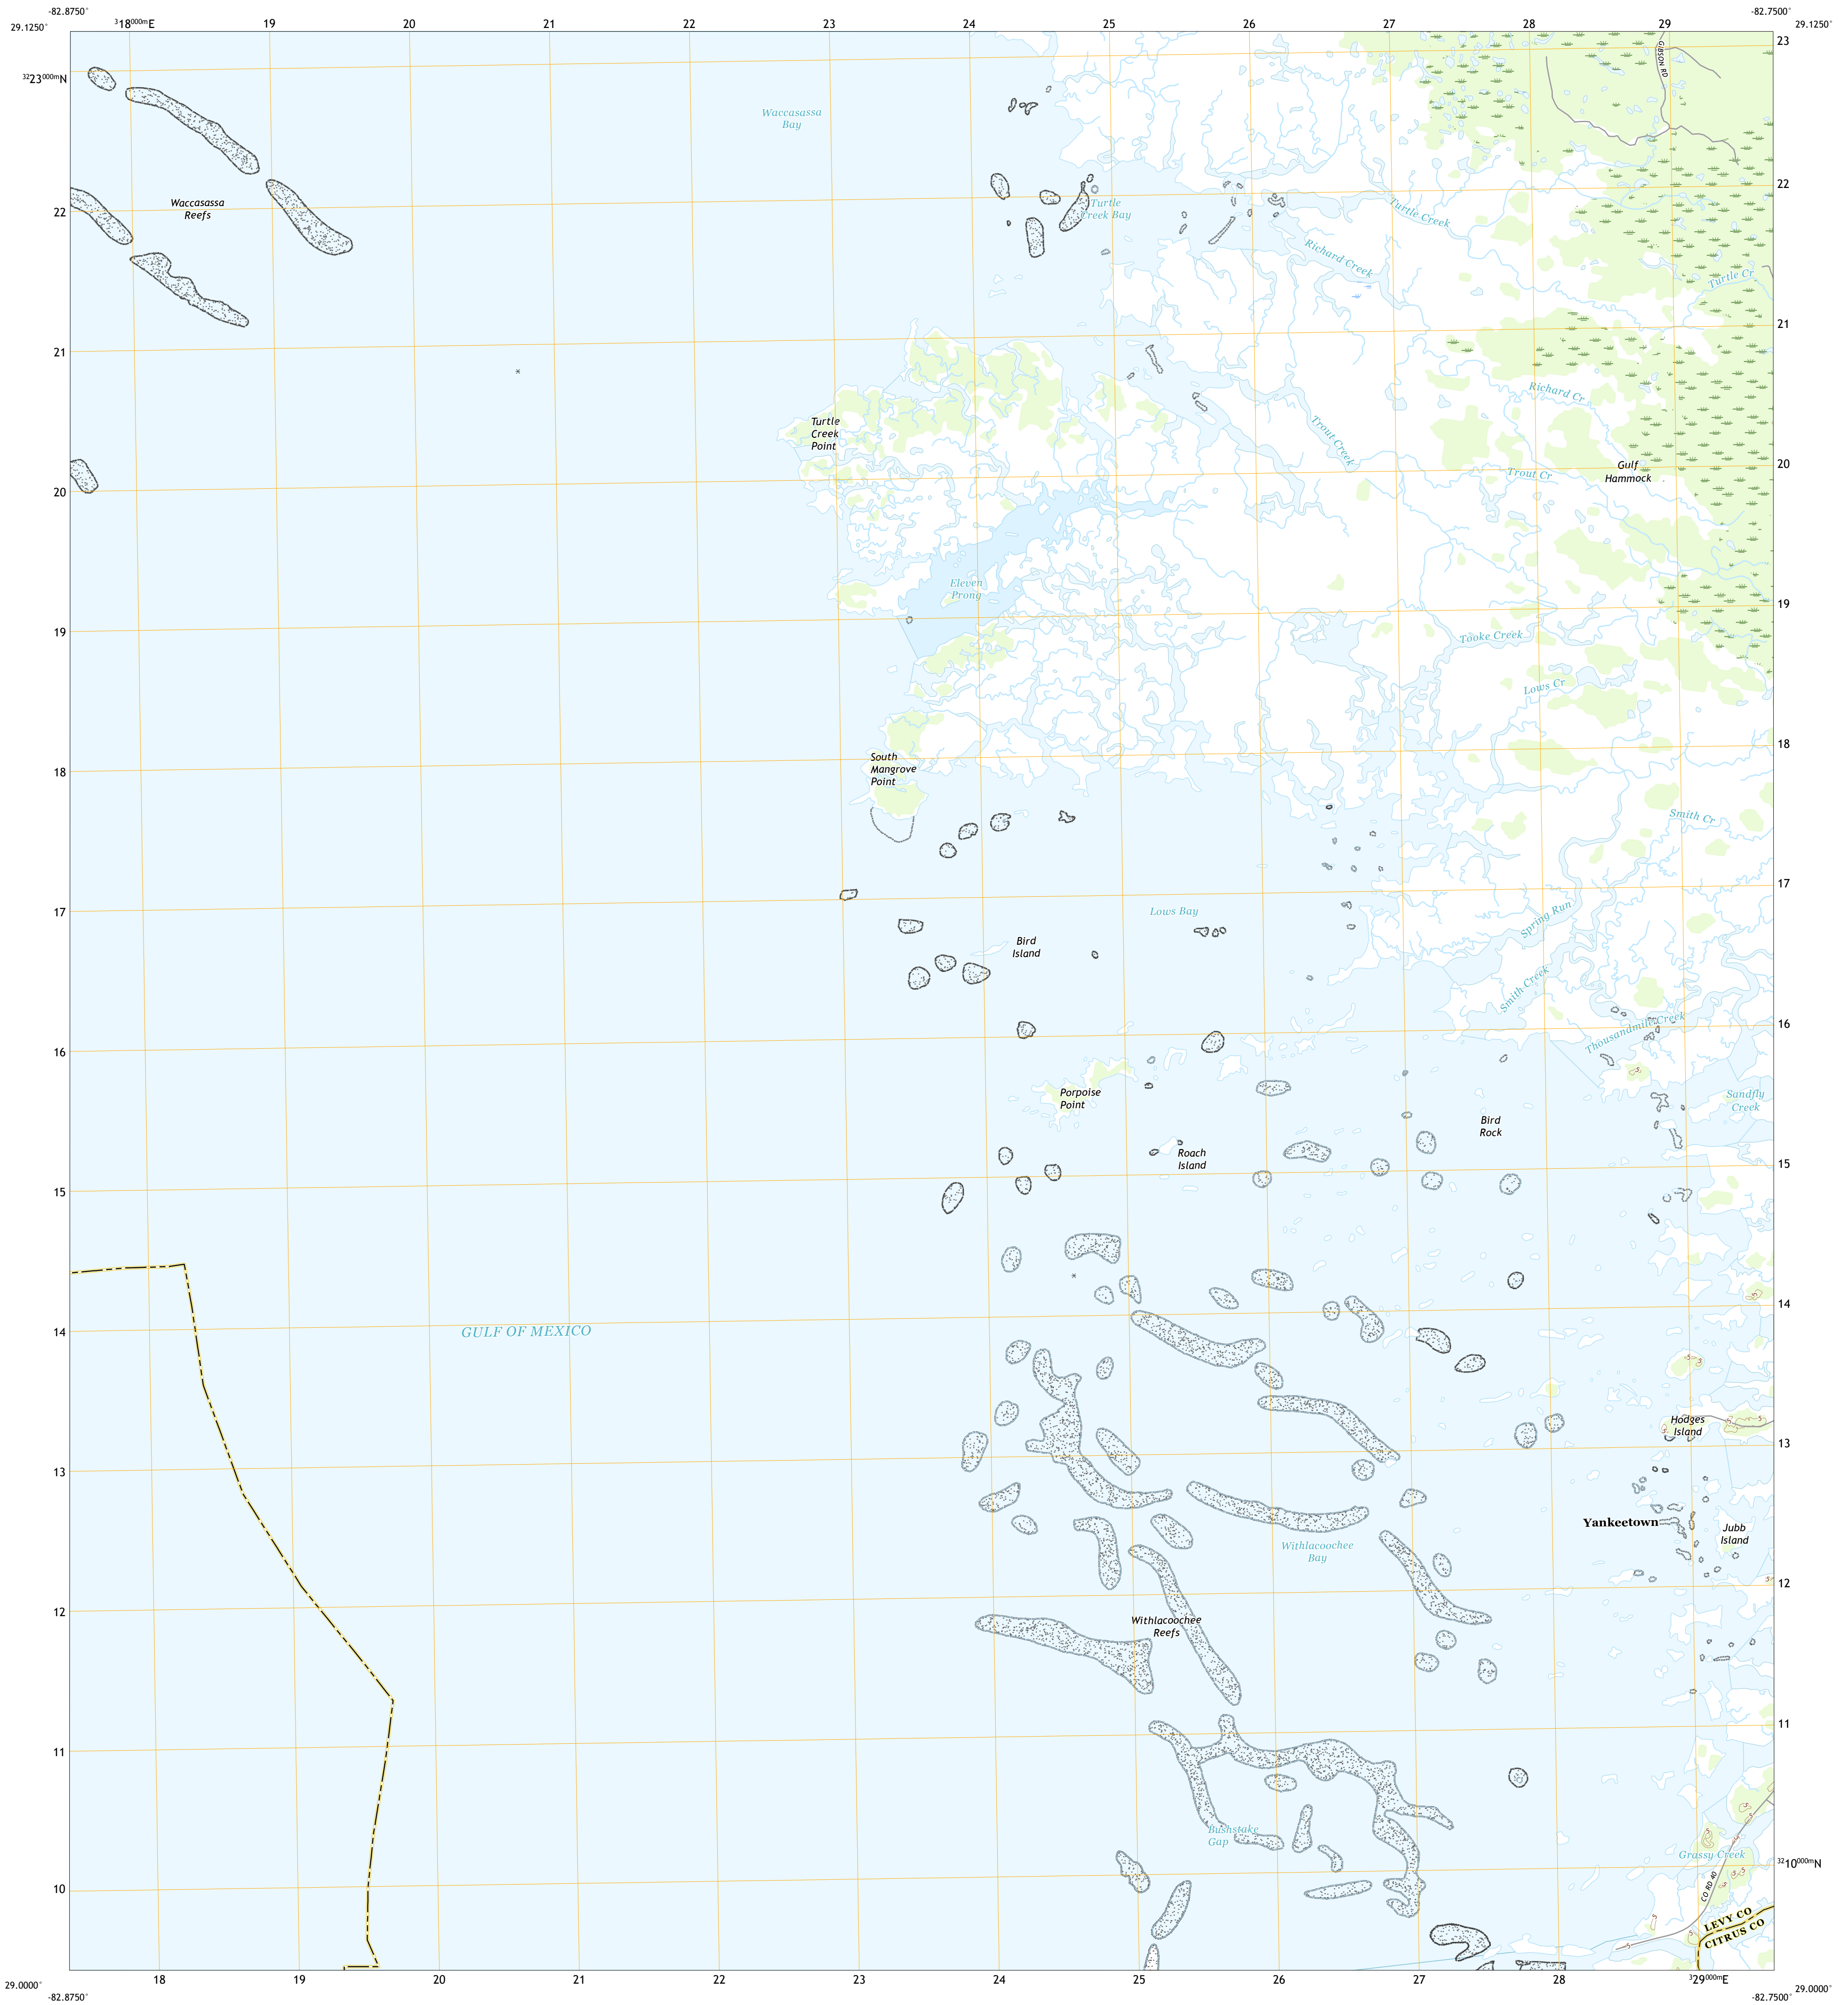 -82.8750°
-82.7500°
29.1250°
318000mE
19
20
21
22
23
24
25
26
27
28
29
29.1250°
3223000mN
22
21
20
19
18
17
16
15
14
13
12
11
10
23
22
21
20
19
18
17
16
15
14
13
12
11
3210000mN
GIBSON RD
Waccasassa
Bay
Waccasassa
Reefs
Turtle
Creek Bay
Turtle Creek
Richard Creek
Turtle Cr
Richard Cr
Turtle
Creek
Point
Trout Creek
Trout Cr
Gulf
Hammock
Eleven
Prong
Tooke Creek
Lows Cr
South
Mangrove
Point
Smith Cr
Lows Bay
Spring Run
Bird
Island
Smith Creek
Thousandmile Creek
Porpoise
Point
Sandfly
Creek
Bird
Rock
Roach
Island
GULF OF MEXICO
Hodges
Island
Yankeetown
Jubb
Island
Withlacoochee
Bay
Withlacoochee
Reefs
Bushstake
Gap
Grassy Creek
CO RD 40
LEVY CO
CITRUS CO
29.0000°
18
19
20
21
22
23
24
25
26
27
28
329000mE
29.0000°
-82.8750°
-82.7500°